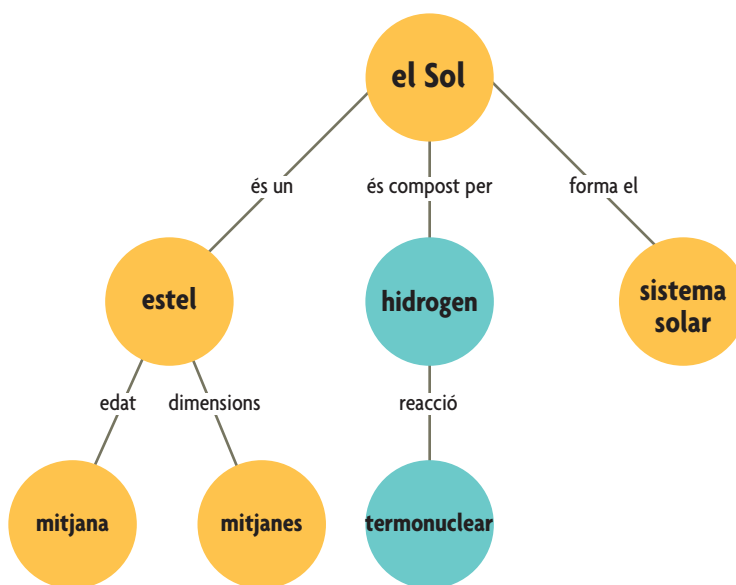 el Sol
és un
és compost per
forma el
estel
hidrogen
sistema
solar
edat
dimensions
reacció
mitjana
mitjanes
termonuclear